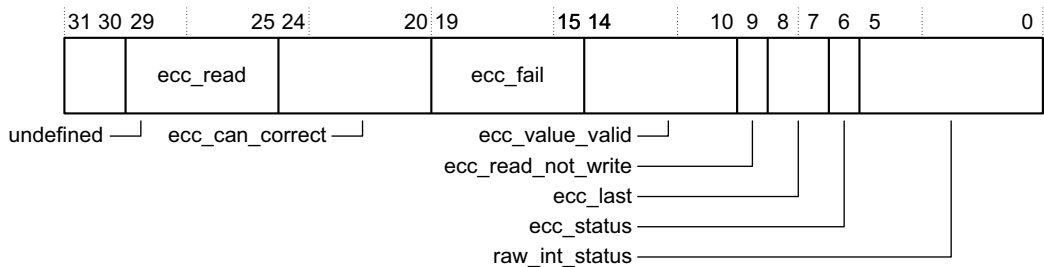 31 30 29 25 24 20 19 15 14 10 9 8 7 6 5 0
ecc_read ecc_fail
undefined ecc_can_correct ecc_value_valid
ecc_read_not_write
ecc_last
ecc_status
raw_int_status